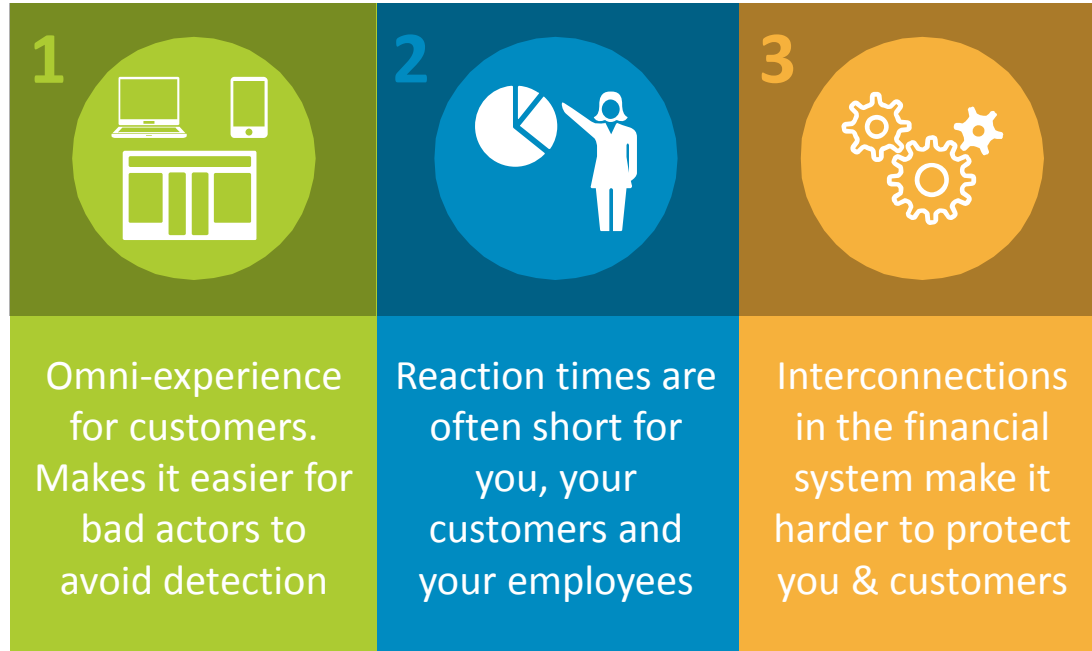 1
Omni-experience
for customers.
Makes it easier for
bad actors to
avoid detection
2
Reaction times are
often short for
you, your
customers and
your employees
3
Interconnections
in the financial
system make it
harder to protect
you & customers